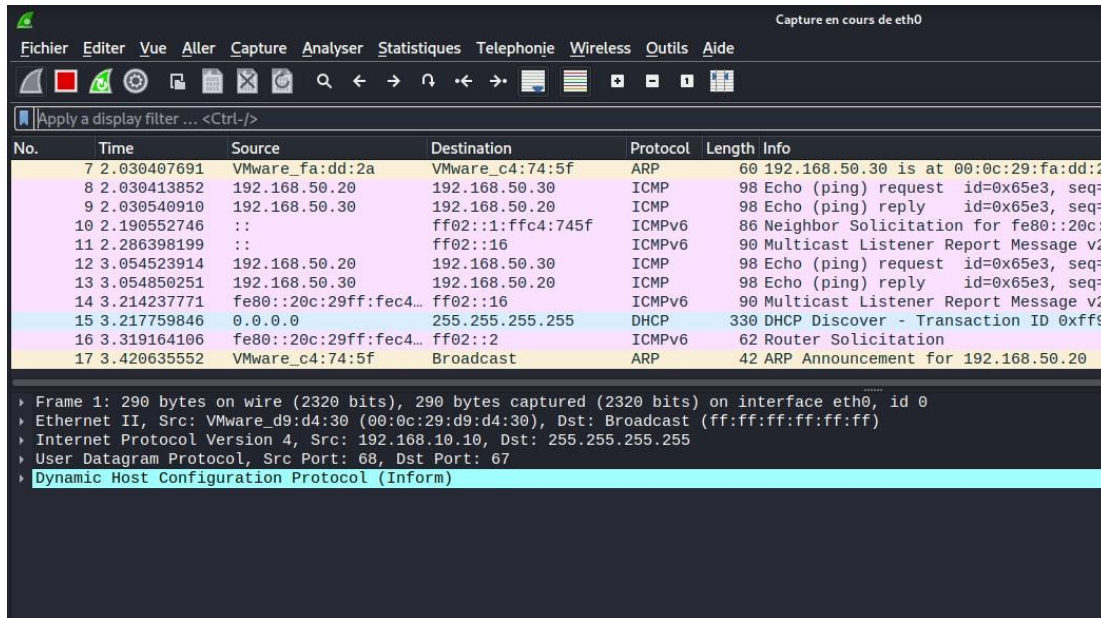 Capture en cours de eth0
Fichier Editer Vue Aller Capture Analyser Statistiques Telephonie Wireless Outils Aide
Apply a display filter ... <Ctrl-/>
No. Time Source Destination Protocol Length Info
7 2.030407691 VMware_fa:dd:2a VMware_c4:74:5f ARP 60 192.168.50.30 is at 00:0c:29:fa:dd:2
8 2.030413852 192.168.50.20 192.168.50.30 ICMP 98 Echo (ping) request id=0x65e3, seq=
9 2.030540910 192.168.50.30 192.168.50.20 ICMP 98 Echo (ping) reply id=0x65e3, seq=
10 2.190552746 :: ff02::1:ffc4:745f ICMPv6 86 Neighbor Solicitation for fe80::20c:
11 2.286398199 :: ff02::16 ICMPv6 90 Multicast Listener Report Message v2
12 3.054523914 192.168.50.20 192.168.50.30 ICMP 98 Echo (ping) request id=0x65e3, seq=
13 3.054850251 192.168.50.30 192.168.50.20 ICMP 98 Echo (ping) reply id=0x65e3, seq=
14 3.214237771 fe80::20c:29ff:fec4… ff02::16 ICMPv6 90 Multicast Listener Report Message v2
15 3.217759846 0.0.0.0 255.255.255.255 DHCP 330 DHCP Discover - Transaction ID 0xff9
16 3.319164106 fe80::20c:29ff:fec4… ff02::2 ICMPv6 62 Router Solicitation
17 3.420635552 VMware_c4:74:5f Broadcast ARP 42 ARP Announcement for 192.168.50.20
Frame 1: 290 bytes on wire (2320 bits), 290 bytes captured (2320 bits) on interface eth0, id 0
Ethernet II, Src: VMware_d9:d4:30 (00:0c:29:d9:d4:30), Dst: Broadcast (ff:ff:ff:ff:ff:ff)
Internet Protocol Version 4, Src: 192.168.10.10, Dst: 255.255.255.255
User Datagram Protocol, Src Port: 68, Dst Port: 67
Dynamic Host Configuration Protocol (Inform)